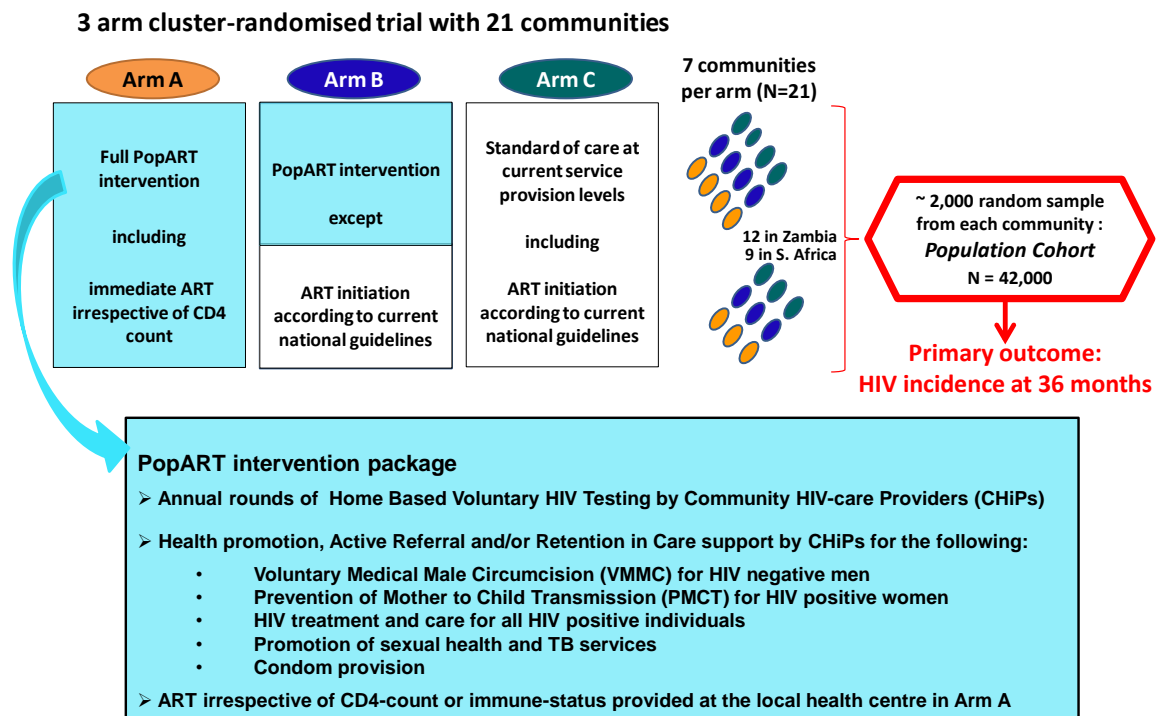 3 arm cluster-randomised trial with 21 communities
Arm A
Full PopART
intervention
including
immediate ART
irrespective of CD4
count
Arm B
PopART intervention
except
ART initiation
according to current
national guidelines
Arm C
Standard of care at
current service
provision levels
including
ART initiation
according to current
national guidelines
7 communities
per arm (N=21)
12 in Zambia
9 in S. Africa
~ 2,000 random sample
from each community :
Population Cohort
N = 42,000
Primary outcome:
HIV incidence at 36 months
PopART intervention package
➢ Annual rounds of Home Based Voluntary HIV Testing by Community HIV-care Providers (CHiPs)
➢ Health promotion, Active Referral and/or Retention in Care support by CHiPs for the following:
• Voluntary Medical Male Circumcision (VMMC) for HIV negative men
• Prevention of Mother to Child Transmission (PMCT) for HIV positive women
• HIV treatment and care for all HIV positive individuals
• Promotion of sexual health and TB services
• Condom provision
➢ ART irrespective of CD4-count or immune-status provided at the local health centre in Arm A